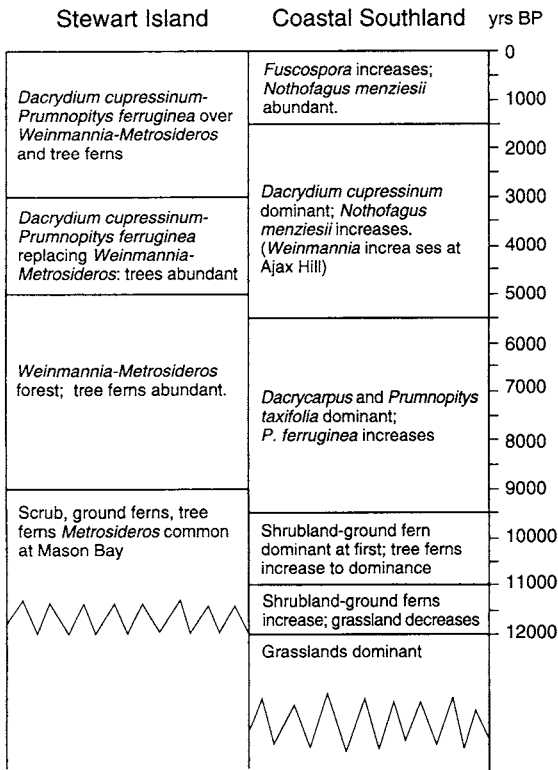 Stewart Island
Coastal Southland
yrs BP
Dacrydium cupressinum-
Prumnopitys ferruginea over
Weinmannia-Metrosideros
and tree ferns
Dacrydium cupressinum-
Prumnopitys ferruginea
replacing Weinmannia-
Metrosideros: trees abundant
Weinmannia-Metrosideros
forest; tree ferns abundant.
Scrub, ground ferns, tree
ferns Metrosideros common
at Mason Bay
Fuscospora increases;
Nothofagus menziesii
abundant.
Dacrydium cupressinum
dominant; Nothofagus
menziesii increases.
(Weinmannia increa ses at
Ajax Hill)
Dacrycarpus and Prumnopitys
taxifolia dominant;
P. ferruginea increases
Shrubland-ground fern
dominant at first; tree ferns
increase to dominance
Shrubland-ground ferns
increase; grassland decreases
Grasslands dominant
0
1000
2000
3000
4000
5000
6000
7000
8000
9000
10000
11000
12000